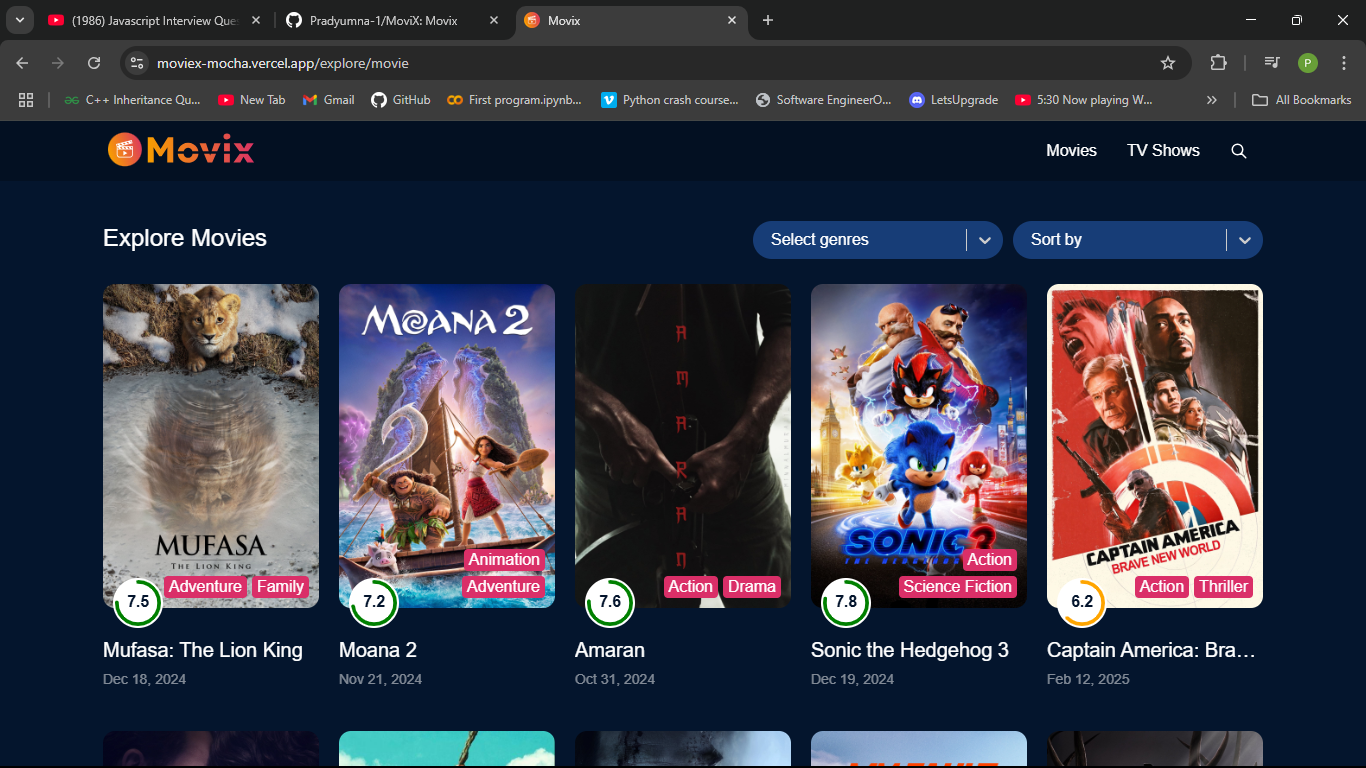 (1986) Javascript Interview Que
Pradyumna-1/MoviX: Movix
Movix
moviex-mocha.vercel.app/explore/movie
P
C++ Inheritance Qu...
New Tab
Gmail
GitHub
First program.ipynb...
Python crash course...
Software EngineerO...
LetsUpgrade
5:30 Now playing W...
All Bookmarks
Movix
Movies
TV Shows
Explore Movies
Select genres
Sort by
MUFASA
THE LION KING
Adventure
Family
7.5
Mufasa: The Lion King
Dec 18, 2024
MOANA 2
Animation
Adventure
7.2
Moana 2
Nov 21, 2024
AMARAN
Action
Drama
7.6
Amaran
Oct 31, 2024
SONIC 3
Action
Science Fiction
7.8
Sonic the Hedgehog 3
Dec 19, 2024
CAPTAIN AMERICA
BRAVE NEW WORLD
Action
Thriller
6.2
Captain America: Bra...
Feb 12, 2025